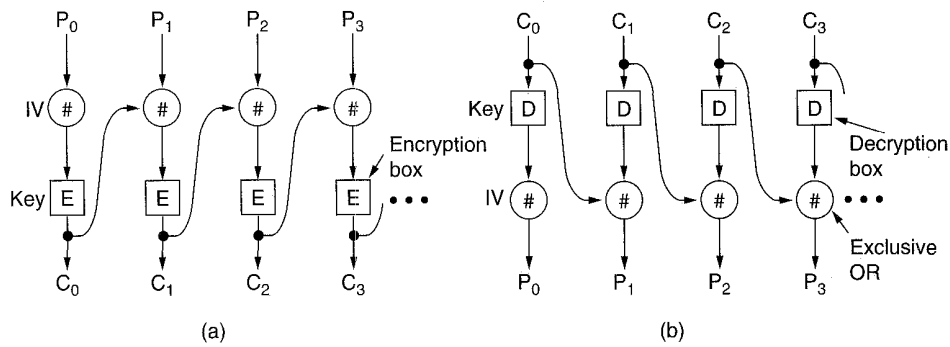 P0 P1 P2 P3
IV # # # #
Encryption
box
Key E E E E
C0 C1 C2 C3
(a)
C0 C1 C2 C3
Key D D D D
Decryption
box
IV # # # #
Exclusive
OR
P0 P1 P2 P3
(b)